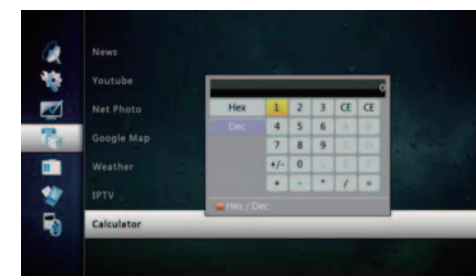 News
Youtube
Net Photo
Google Map
Weather
IPTV
Calculator
0
Hex 1 2 3 CE CE
Dec 4 5 6 A B
7 8 9 C D
+/- 0 . E F
+ - * / =
Hex / Dec